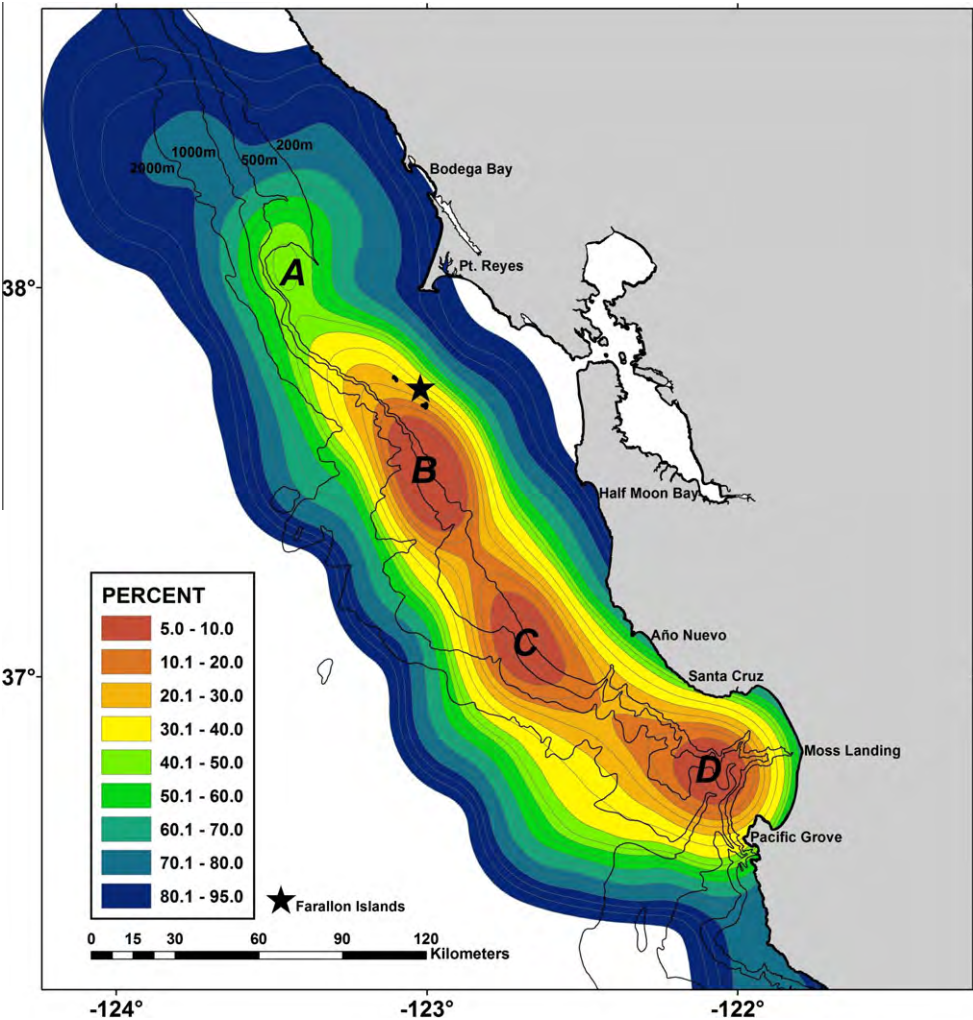 200m
1000m
500m
2000m
Bodega Bay
A
Pt. Reyes
38°
B
Half Moon Bay
PERCENT
5.0 - 10.0
10.1 - 20.0
20.1 - 30.0
30.1 - 40.0
40.1 - 50.0
50.1 - 60.0
60.1 - 70.0
70.1 - 80.0
80.1 - 95.0
C
Año Nuevo
37°
Santa Cruz
Moss Landing
D
Pacific Grove
Farallon Islands
0 15 30 60 90 120
Kilometers
-124° -123° -122°